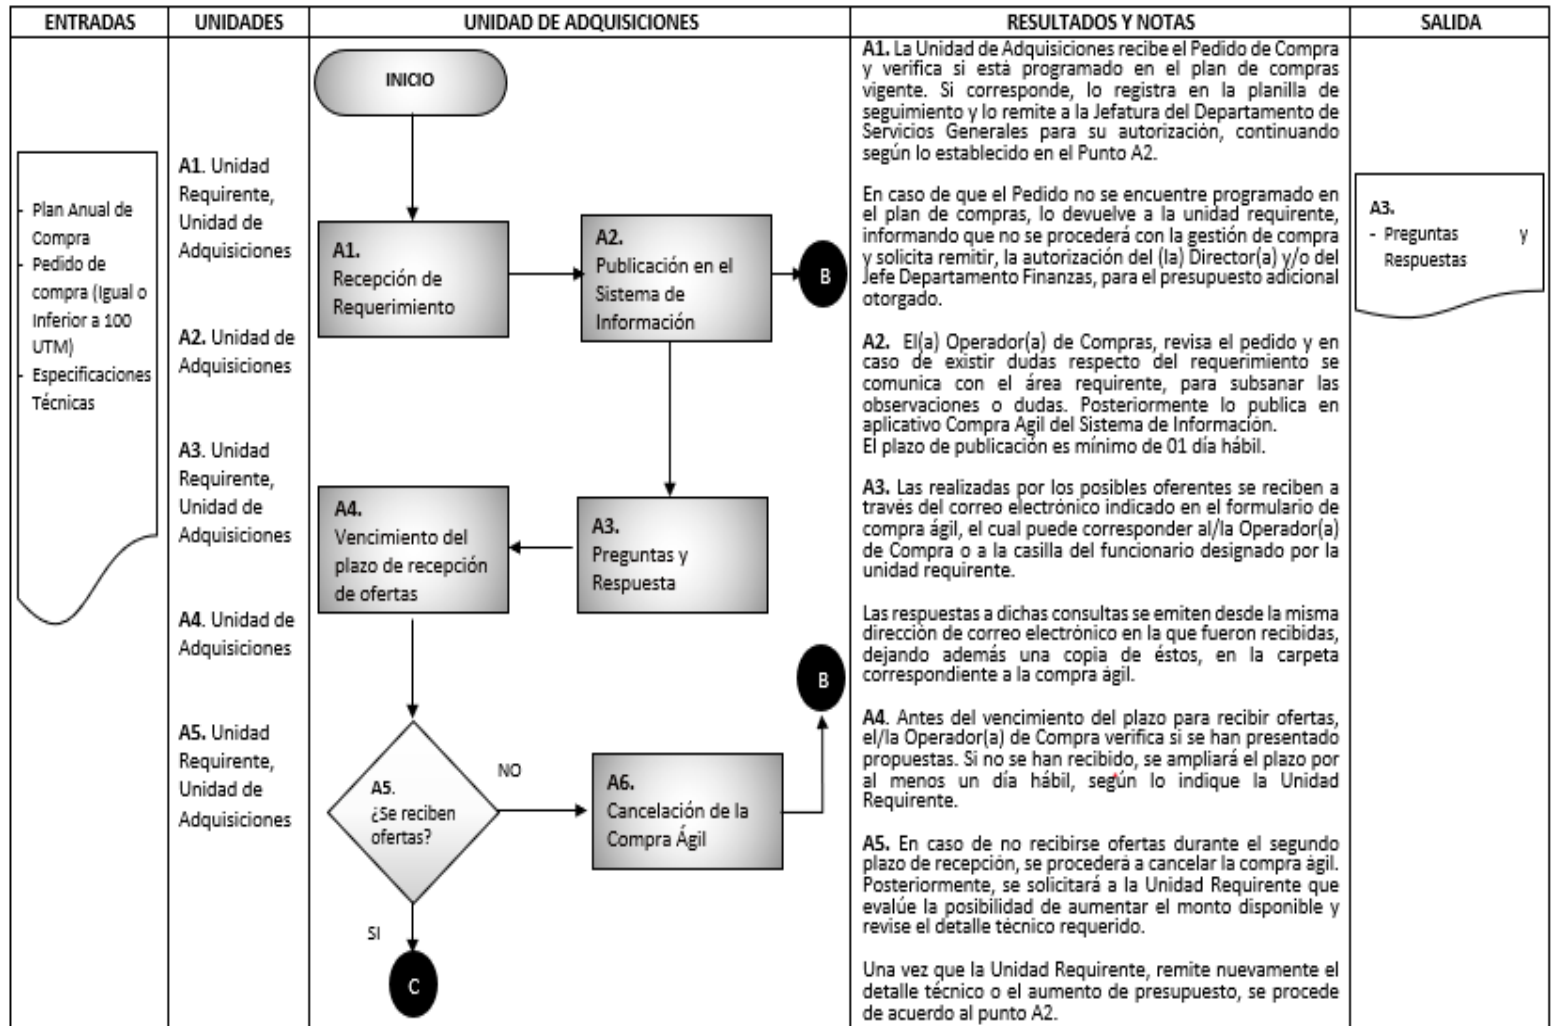 ENTRADAS
UNIDADES
UNIDAD DE ADQUISICIONES
RESULTADOS Y NOTAS
SALIDA
- Plan Anual de
Compra
- Pedido de
compra (Igual o
Inferior a 100
UTM)
- Especificaciones
Técnicas
A1. Unidad
Requirente,
Unidad de
Adquisiciones
A2. Unidad de
Adquisiciones
A3. Unidad
Requirente,
Unidad de
Adquisiciones
A4. Unidad de
Adquisiciones
A5. Unidad
Requirente,
Unidad de
Adquisiciones
INICIO
A1.
Recepción de
Requerimiento
A2.
Publicación en el
Sistema de
Información
B
A4.
Vencimiento del
plazo de recepción
de ofertas
A3.
Preguntas y
Respuesta
B
A5.
¿Se reciben
ofertas?
NO
A6.
Cancelación de la
Compra Ágil
SI
C
A1. La Unidad de Adquisiciones recibe el Pedido de Compra
y verifica si está programado en el plan de compras
vigente. Si corresponde, lo registra en la planilla de
seguimiento y lo remite a la Jefatura del Departamento de
Servicios Generales para su autorización, continuando
según lo establecido en el Punto A2.
En caso de que el Pedido no se encuentre programado en
el plan de compras, lo devuelve a la unidad requirente,
informando que no se procederá con la gestión de compra
y solicita remitir, la autorización del (la) Director(a) y/o del
Jefe Departamento Finanzas, para el presupuesto adicional
otorgado.
A2. El(a) Operador(a) de Compras, revisa el pedido y en
caso de existir dudas respecto del requerimiento se
comunica con el área requirente, para subsanar las
observaciones o dudas. Posteriormente lo publica en
aplicativo Compra Agil del Sistema de Información.
El plazo de publicación es mínimo de 01 día hábil.
A3. Las realizadas por los posibles oferentes se reciben a
través del correo electrónico indicado en el formulario de
compra ágil, el cual puede corresponder al/la Operador(a)
de Compra o a la casilla del funcionario designado por la
unidad requirente.
Las respuestas a dichas consultas se emiten desde la misma
dirección de correo electrónico en la que fueron recibidas,
dejando además una copia de éstos, en la carpeta
correspondiente a la compra ágil.
A4. Antes del vencimiento del plazo para recibir ofertas,
el/la Operador(a) de Compra verifica si se han presentado
propuestas. Si no se han recibido, se ampliará el plazo por
al menos un día hábil, según lo indique la Unidad
Requirente.
A5. En caso de no recibirse ofertas durante el segundo
plazo de recepción, se procederá a cancelar la compra ágil.
Posteriormente, se solicitará a la Unidad Requirente que
evalúe la posibilidad de aumentar el monto disponible y
revise el detalle técnico requerido.
Una vez que la Unidad Requirente, remite nuevamente el
detalle técnico o el aumento de presupuesto, se procede
de acuerdo al punto A2.
A3.
- Preguntas y
Respuestas